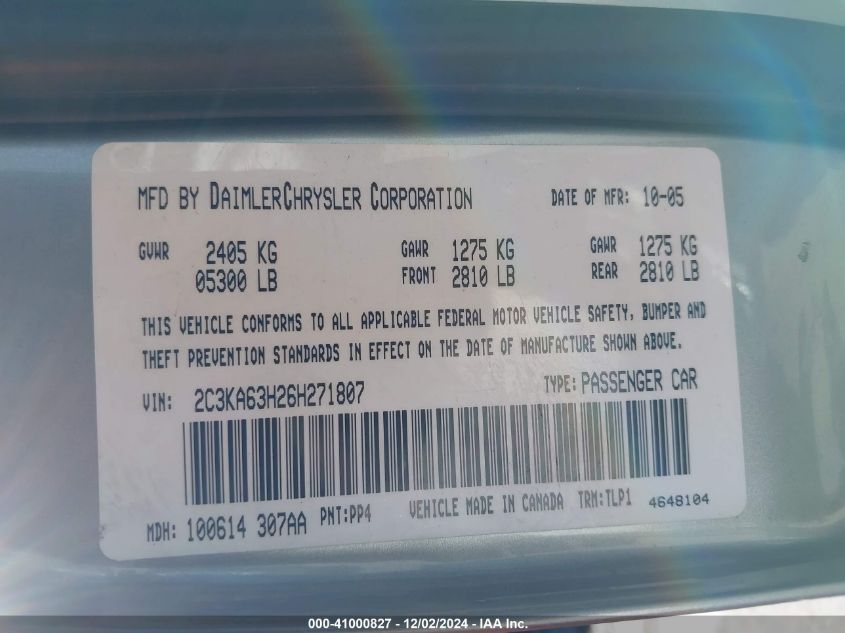 MFD BY DAIMLERCHRYSLER CORPORATION DATE OF MFR: 10-05
GVWR 2405 KG GAWR 1275 KG GAWR 1275 KG
05300 LB FRONT 2810 LB REAR 2810 LB
THIS VEHICLE CONFORMS TO ALL APPLICABLE FEDERAL MOTOR VEHICLE SAFETY, BUMPER AND
THEFT PREVENTION STANDARDS IN EFFECT ON THE DATE OF MANUFACTURE SHOWN ABOVE.
VIN: 2C3KA63H26H271807 TYPE: PASSENGER CAR
MDH: 100614 307AA PNT:PP4 VEHICLE MADE IN CANADA TRM:TLP1 4648104
000-41000827 - 12/02/2024 - IAA Inc.